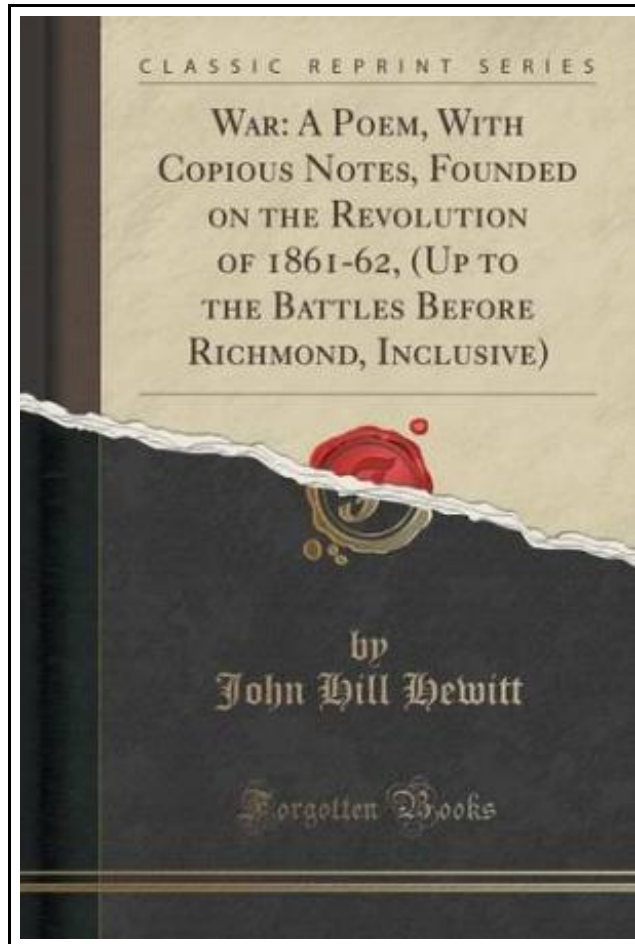 CLASSIC REPRINT SERIES
WAR: A POEM, WITH
COPIOUS NOTES, FOUNDED
ON THE REVOLUTION
OF 1861-62, (UP TO
THE BATTLES BEFORE
RICHMOND, INCLUSIVE)
by
John Hill Hewitt
Forgotten Books